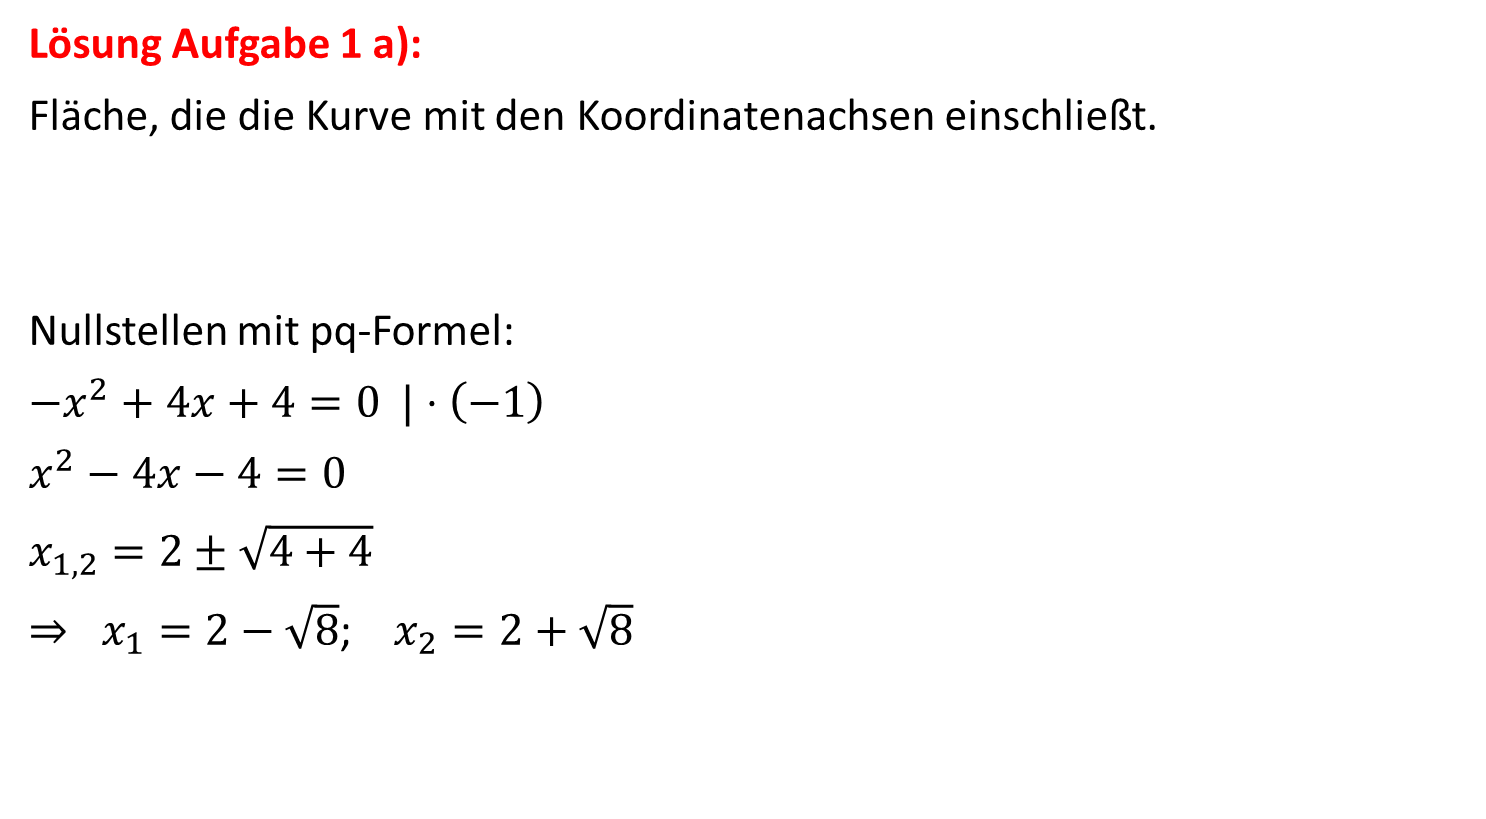 Lösung Aufgabe 1 a):
Fläche, die die Kurve mit den Koordinatenachsen einschließt.
Nullstellen mit pq-Formel:
−x² + 4x + 4 = 0 | · (−1)
x² − 4x − 4 = 0
x₁,₂ = 2 ± √(4 + 4)
⇒ x₁ = 2 − √8; x₂ = 2 + √8